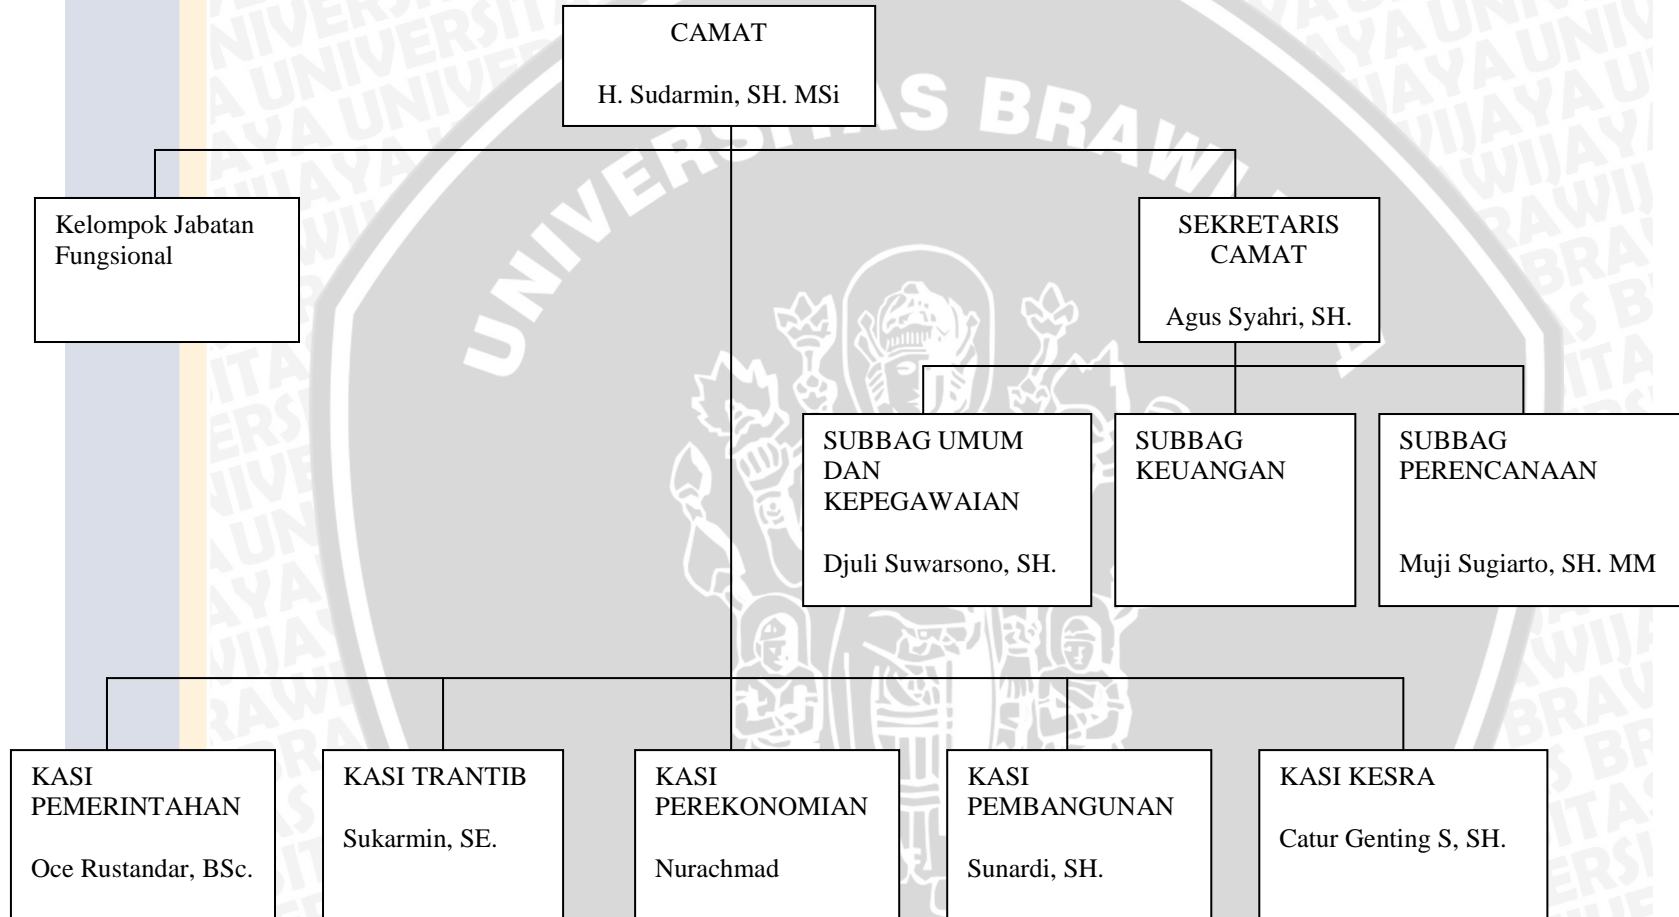 CAMAT
H. Sudarmin, SH. MSi
UNIVERSITAS BRAWIJAYA
Kelompok Jabatan
Fungsional
SEKRETARIS
CAMAT
Agus Syahri, SH.
SUBBAG UMUM
DAN
KEPEGAWAIAN
Djuli Suwarsono, SH.
SUBBAG
KEUANGAN
SUBBAG
PERENCANAAN
Muji Sugiarto, SH. MM
KASI
PEMERINTAHAN
Oce Rustandar, BSc.
KASI TRANTIB
Sukarmin, SE.
KASI
PEREKONOMIAN
Nurachmad
KASI
PEMBANGUNAN
Sunardi, SH.
KASI KESRA
Catur Genting S, SH.